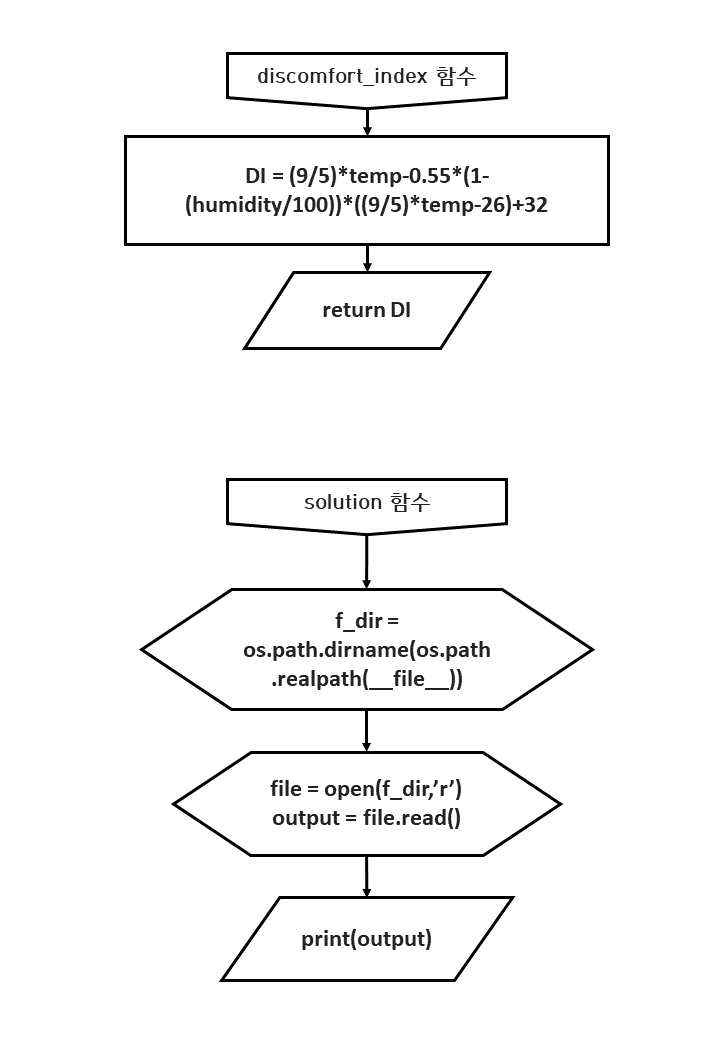 discomfort_index 함수
DI = (9/5)*temp-0.55*(1-
(humidity/100))*((9/5)*temp-26)+32
return DI
solution 함수
f_dir =
os.path.dirname(os.path
.realpath(__file__))
file = open(f_dir,’r’)
output = file.read()
print(output)